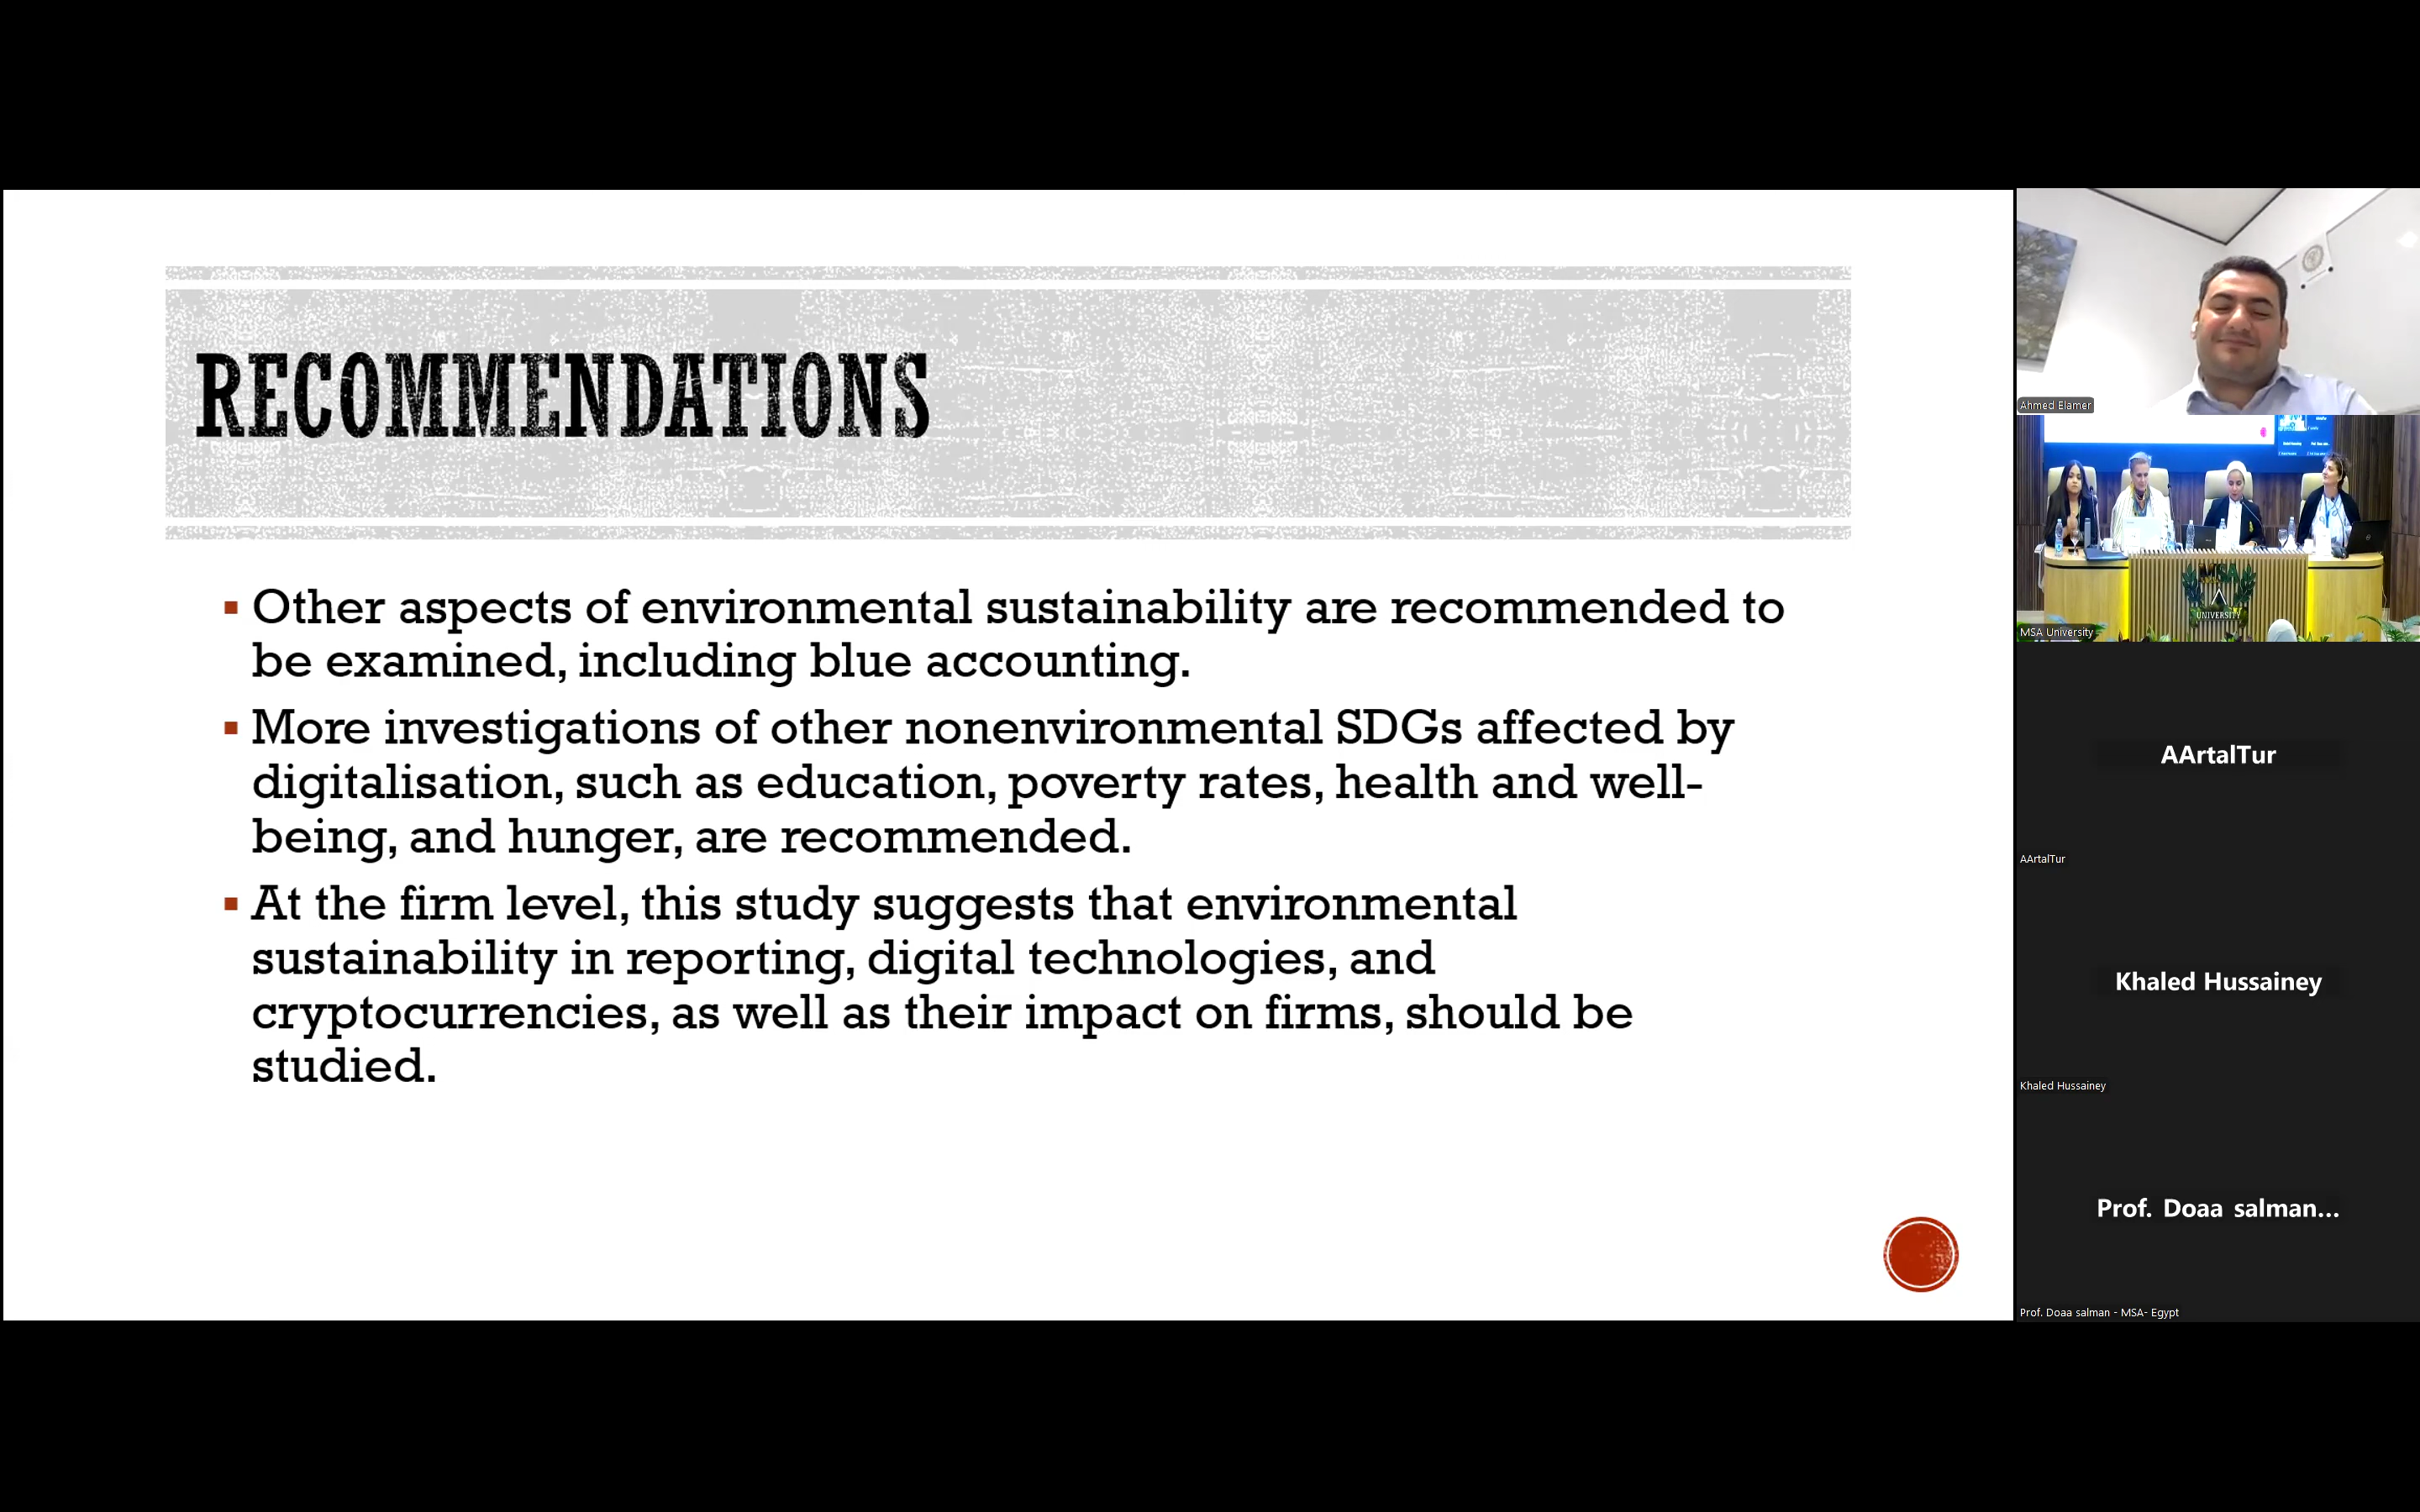 RECOMMENDATIONS
Other aspects of environmental sustainability are recommended to
be examined, including blue accounting.
More investigations of other nonenvironmental SDGs affected by
digitalisation, such as education, poverty rates, health and well-
being, and hunger, are recommended.
At the firm level, this study suggests that environmental
sustainability in reporting, digital technologies, and
cryptocurrencies, as well as their impact on firms, should be
studied.
Ahmed Elamer
UNIVERSITY
MSA University
AArtalTur
AArtalTur
Khaled Hussainey
Khaled Hussainey
Prof. Doaa salman...
Prof. Doaa salman - MSA- Egypt